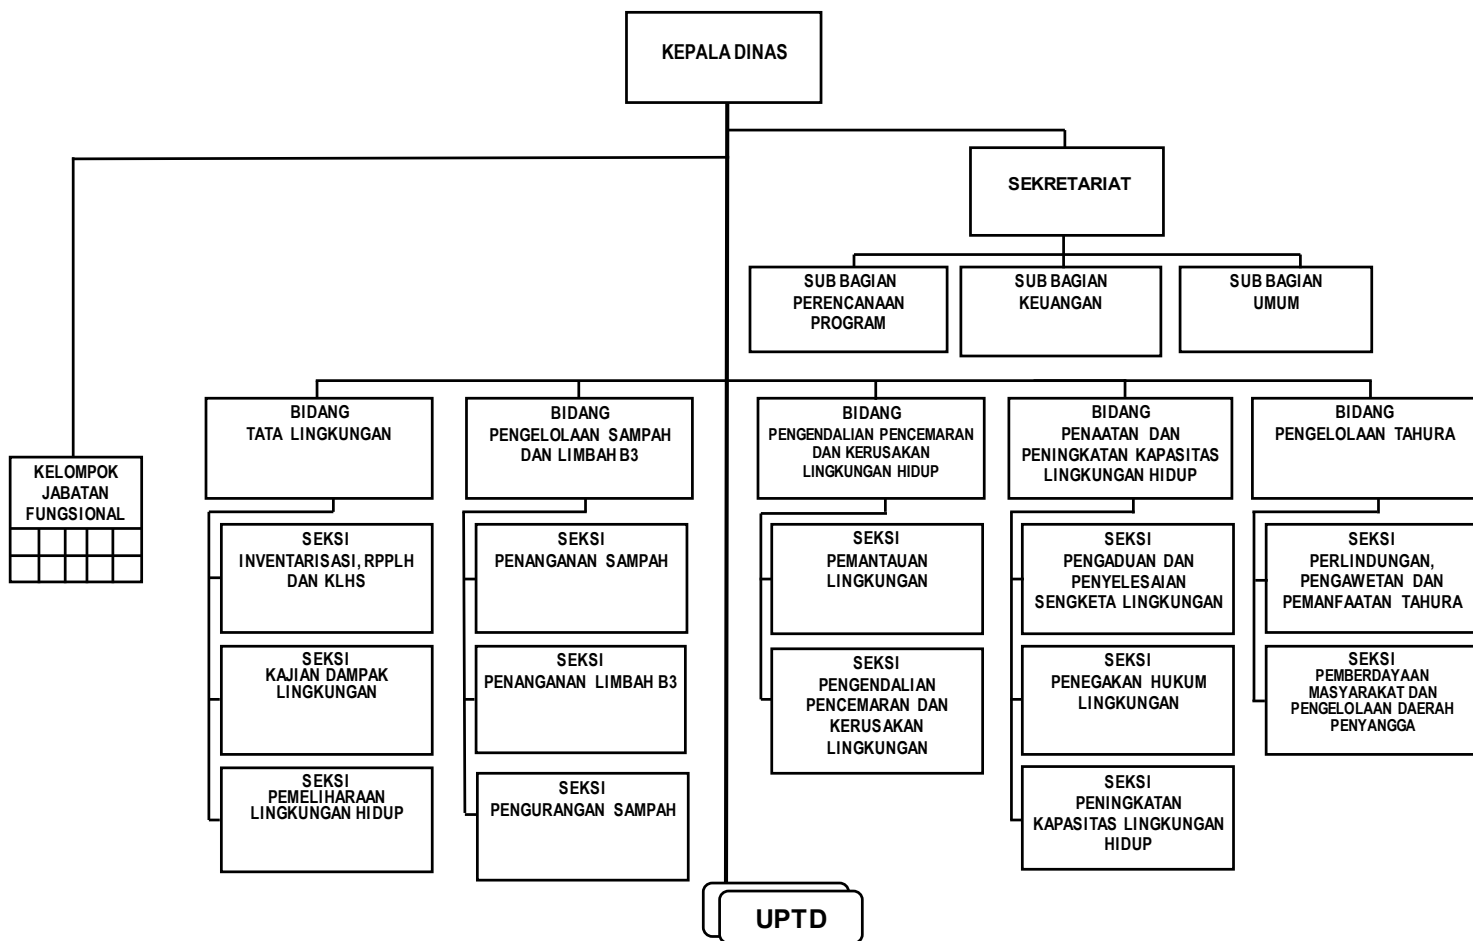 KEPALA DINAS
SEKRETARIAT
SUB BAGIAN
PERENCANAAN
PROGRAM
SUB BAGIAN
KEUANGAN
SUB BAGIAN
UMUM
KELOMPOK
JABATAN
FUNGSIONAL
BIDANG
TATA LINGKUNGAN
BIDANG
PENGELOLAAN SAMPAH
DAN LIMBAH B3
BIDANG
PENGENDALIAN PENCEMARAN
DAN KERUSAKAN
LINGKUNGAN HIDUP
BIDANG
PENAATAN DAN
PENINGKATAN KAPASITAS
LINGKUNGAN HIDUP
BIDANG
PENGELOLAAN TAHURA
SEKSI
INVENTARISASI, RPPLH
DAN KLHS
SEKSI
PENANGANAN SAMPAH
SEKSI
PEMANTAUAN
LINGKUNGAN
SEKSI
PENGADUAN DAN
PENYELESAIAN
SENGKETA LINGKUNGAN
SEKSI
PERLINDUNGAN,
PENGAWETAN DAN
PEMANFAATAN TAHURA
SEKSI
KAJIAN DAMPAK
LINGKUNGAN
SEKSI
PENANGANAN LIMBAH B3
SEKSI
PENGENDALIAN
PENCEMARAN DAN
KERUSAKAN
LINGKUNGAN
SEKSI
PENEGAKAN HUKUM
LINGKUNGAN
SEKSI
PEMBERDAYAAN
MASYARAKAT DAN
PENGELOLAAN DAERAH
PENYANGGA
SEKSI
PEMELIHARAAN
LINGKUNGAN HIDUP
SEKSI
PENGURANGAN SAMPAH
SEKSI
PENINGKATAN
KAPASITAS LINGKUNGAN
HIDUP
UPTD